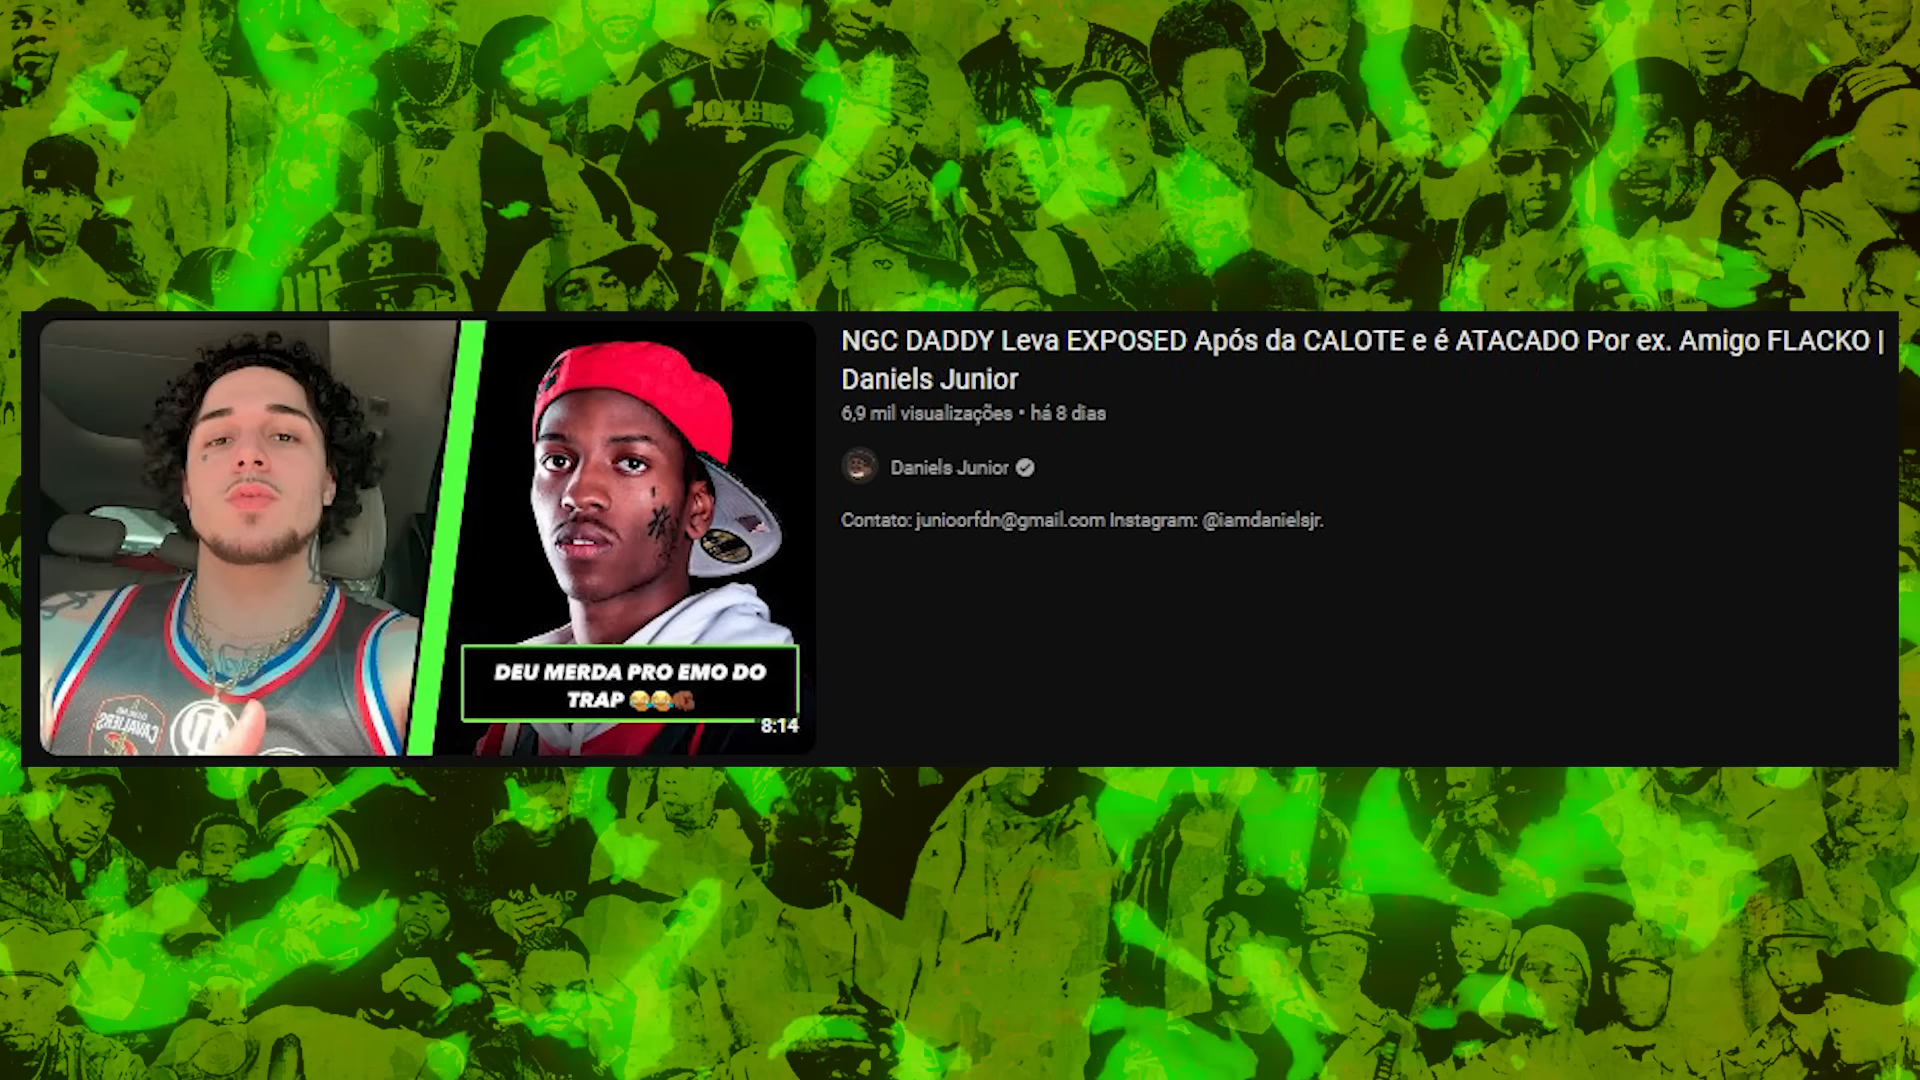 JOKERS
NGC DADDY Leva EXPOSED Após da CALOTE e é ATACADO Por ex. Amigo FLACKO |
Daniels Junior
6,9 mil visualizações • há 8 dias
Daniels Junior
Contato: junioorfdn@gmail.com Instagram: @iamdanielsjr.
DEU MERDA PRO EMO DO
TRAP 😂😂👊🏾
8:14
CAVALIERS